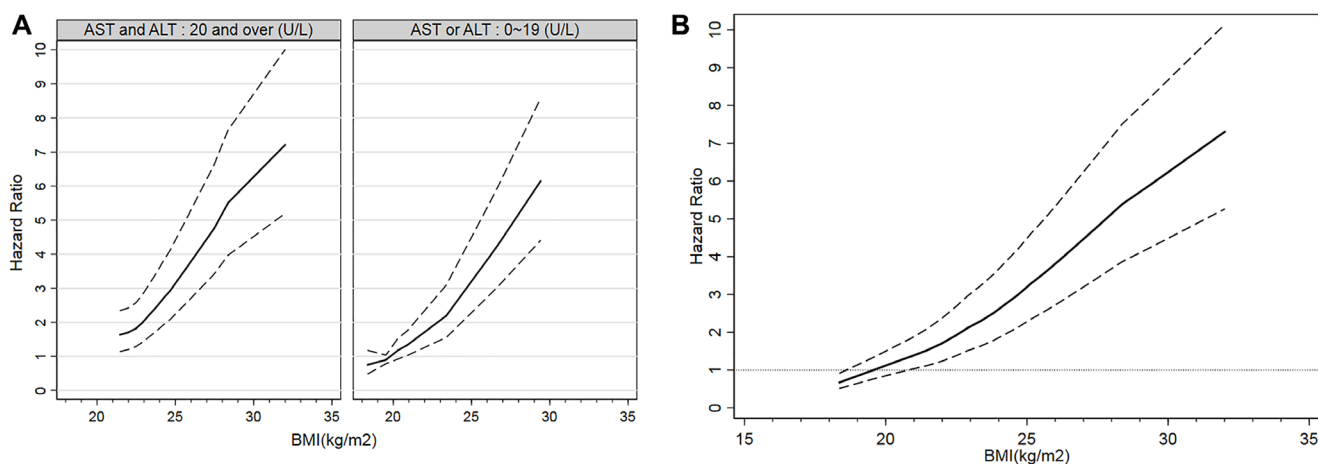 A
AST and ALT : 20 and over (U/L)
AST or ALT : 0~19 (U/L)
Hazard Ratio
10
9
8
7
6
5
4
3
2
1
0
20 25 30 35
20 25 30 35
BMI(kg/m2)
B
Hazard Ratio
10
9
8
7
6
5
4
3
2
1
0
15 20 25 30 35
BMI(kg/m2)